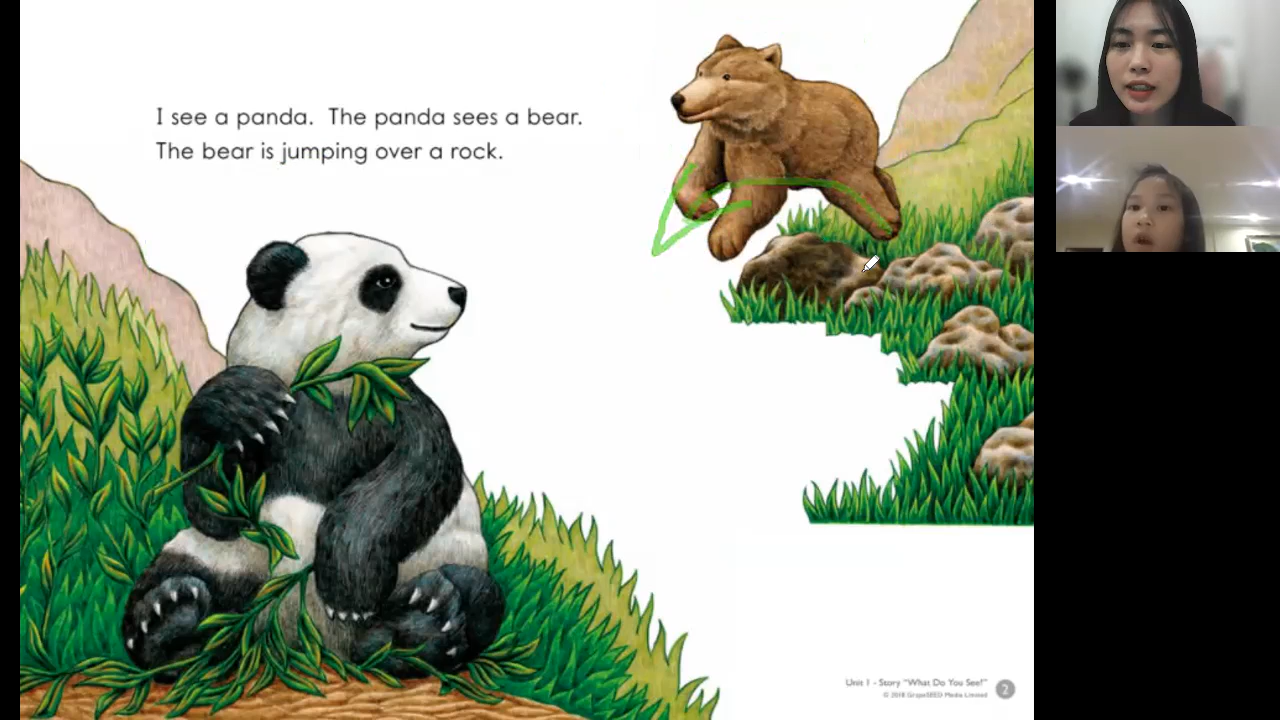 I see a panda.  The panda sees a bear.
The bear is jumping over a rock.
Unit 1 - Story "What Do You See?"
© 2018 GrapeSEED Media Limited
2